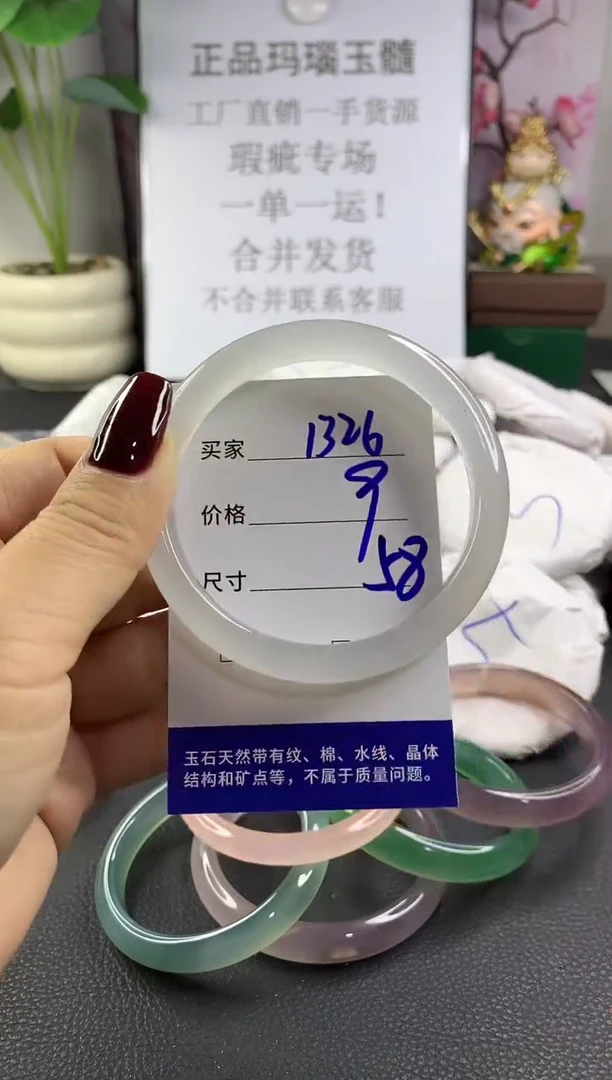 正品玛瑙玉髓
工厂直销一手货源
瑕疵专场
一单一运!
合并发货
不合并联系客服
买家 1326
价格 9
尺寸 58
玉石天然带有纹、棉、水线、晶体
结构和矿点等，不属于质量问题。